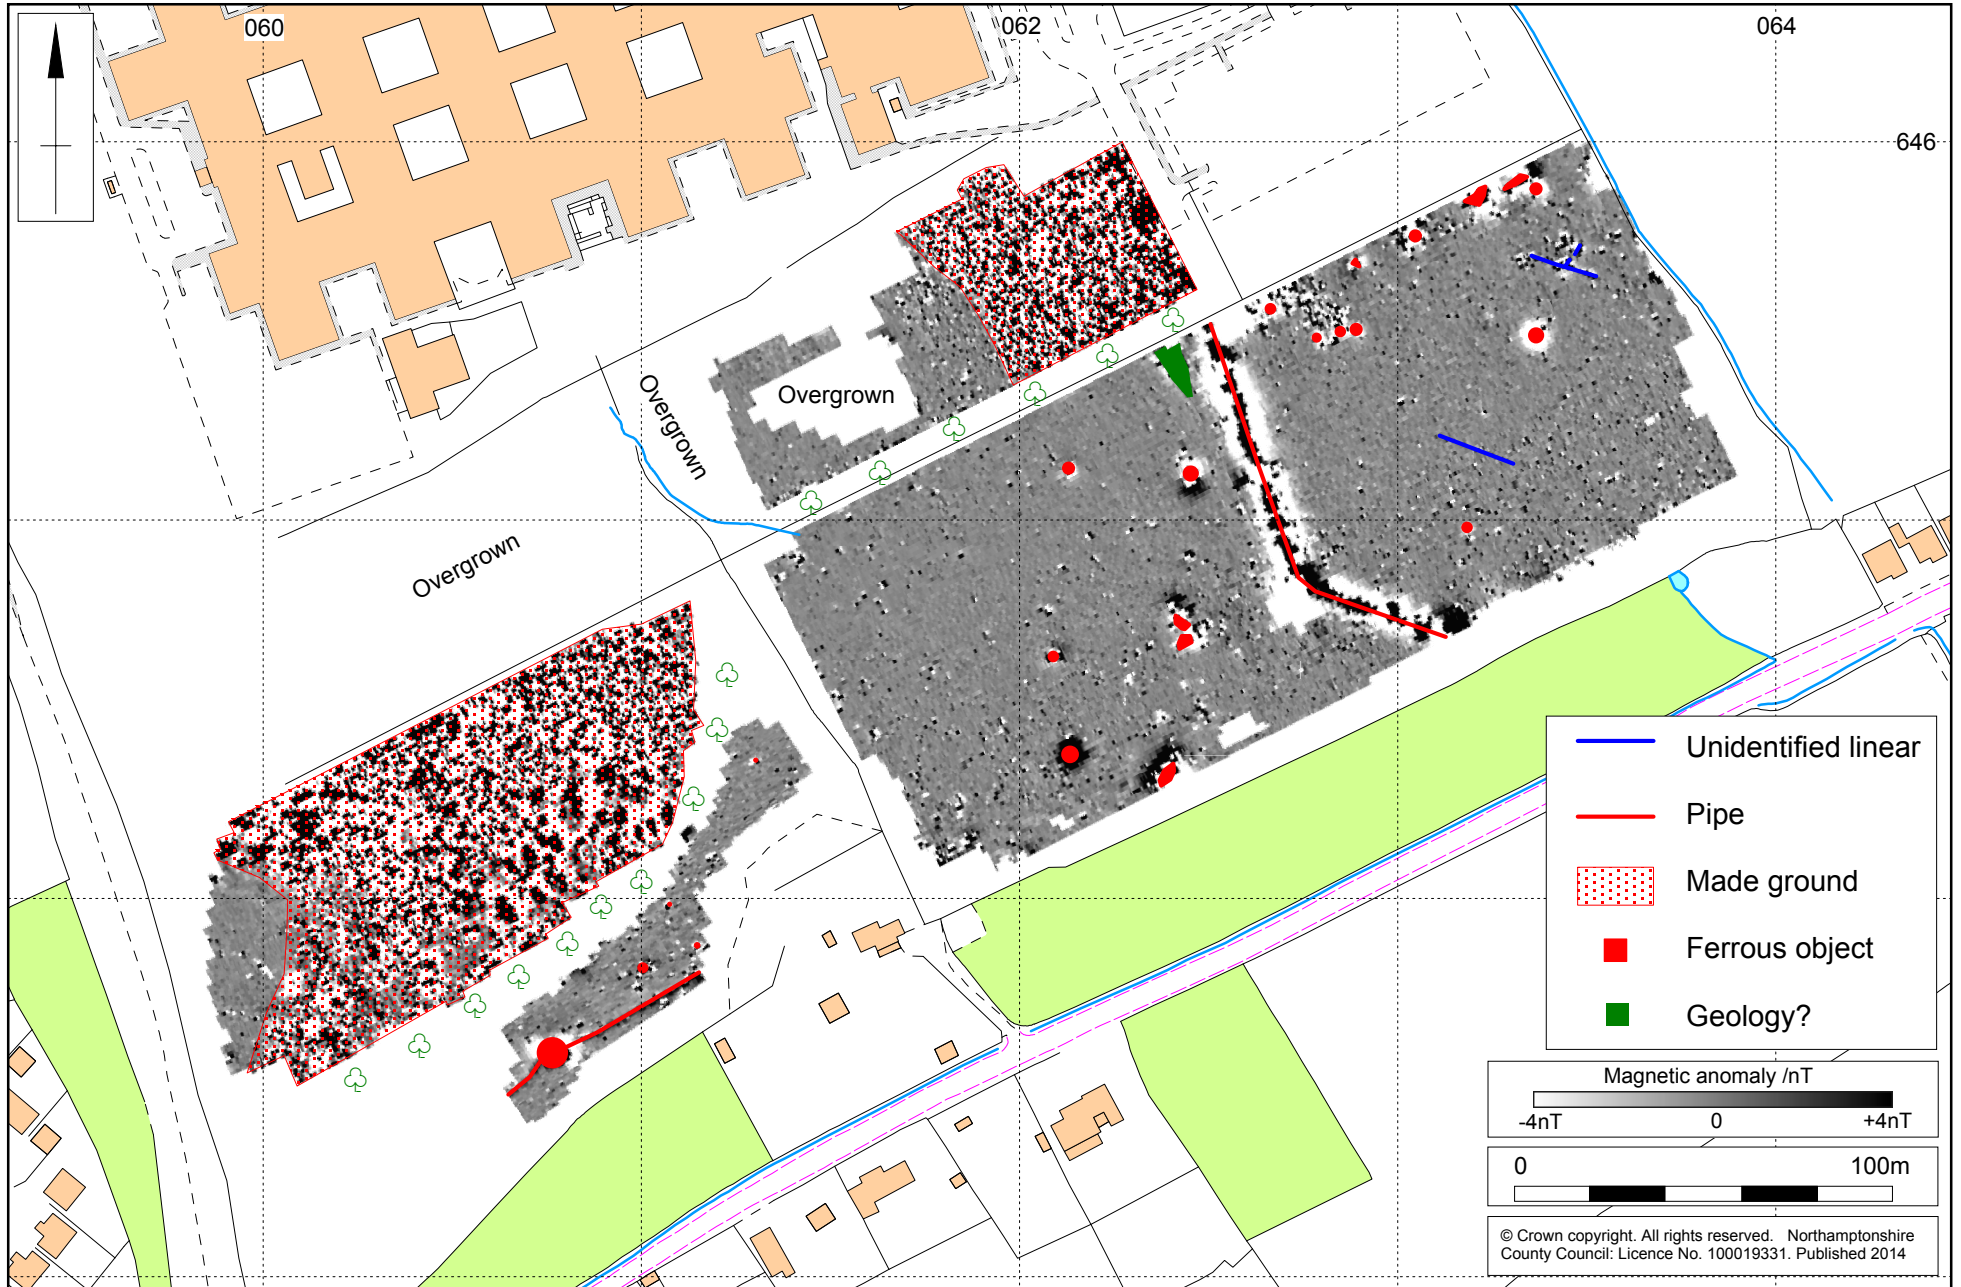 060
062
064
646
Overgrown
Overgrown
Overgrown
Unidentified linear
Pipe
Made ground
Ferrous object
Geology?
Magnetic anomaly /nT
-4nT 0 +4nT
0 100m
© Crown copyright. All rights reserved. Northamptonshire
County Council: Licence No. 100019331. Published 2014